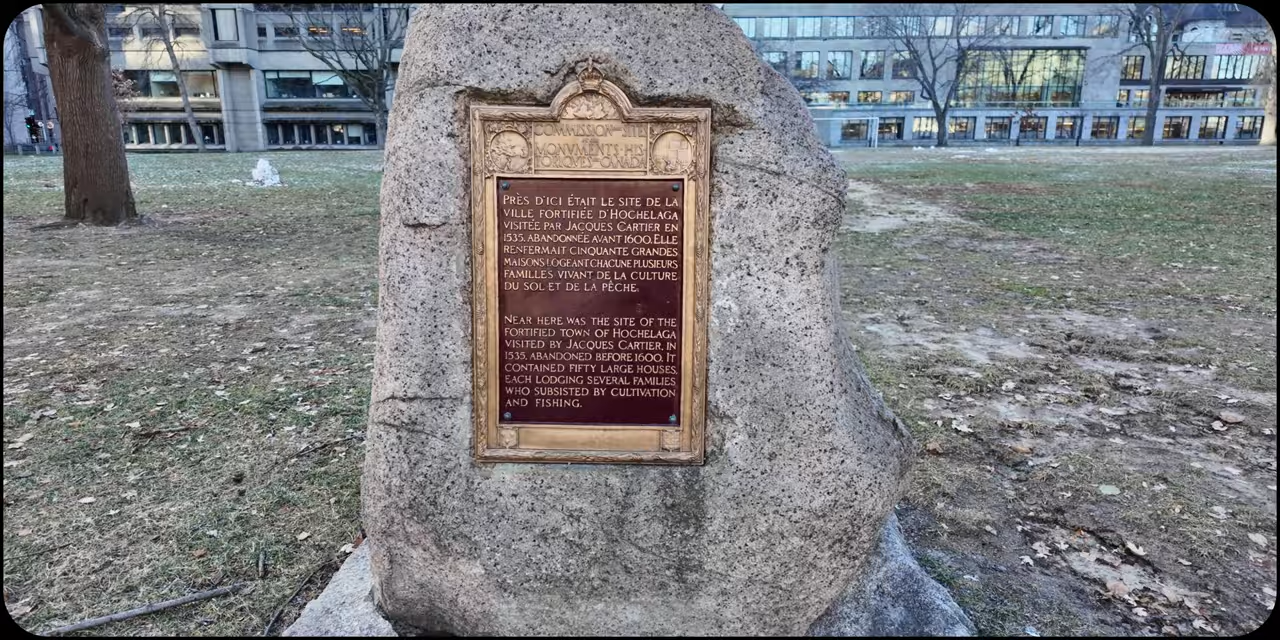 COMMISSION DES SITES
MONUMENTS HIS
TORIQUES CANADA
PRÈS D'ICI ÉTAIT LE SITE DE LA
VILLE FORTIFIÉE D'HOCHELAGA
VISITÉE PAR JACQUES CARTIER EN
1535, ABANDONNÉE AVANT 1600. ELLE
RENFERMAIT CINQUANTE GRANDES
MAISONS LOGEANT CHACUNE PLUSIEURS
FAMILLES VIVANT DE LA CULTURE
DU SOL ET DE LA PÊCHE.
NEAR HERE WAS THE SITE OF THE
FORTIFIED TOWN OF HOCHELAGA
VISITED BY JACQUES CARTIER, IN
1535, ABANDONED BEFORE 1600. IT
CONTAINED FIFTY LARGE HOUSES,
EACH LODGING SEVERAL FAMILIES
WHO SUBSISTED BY CULTIVATION
AND FISHING.